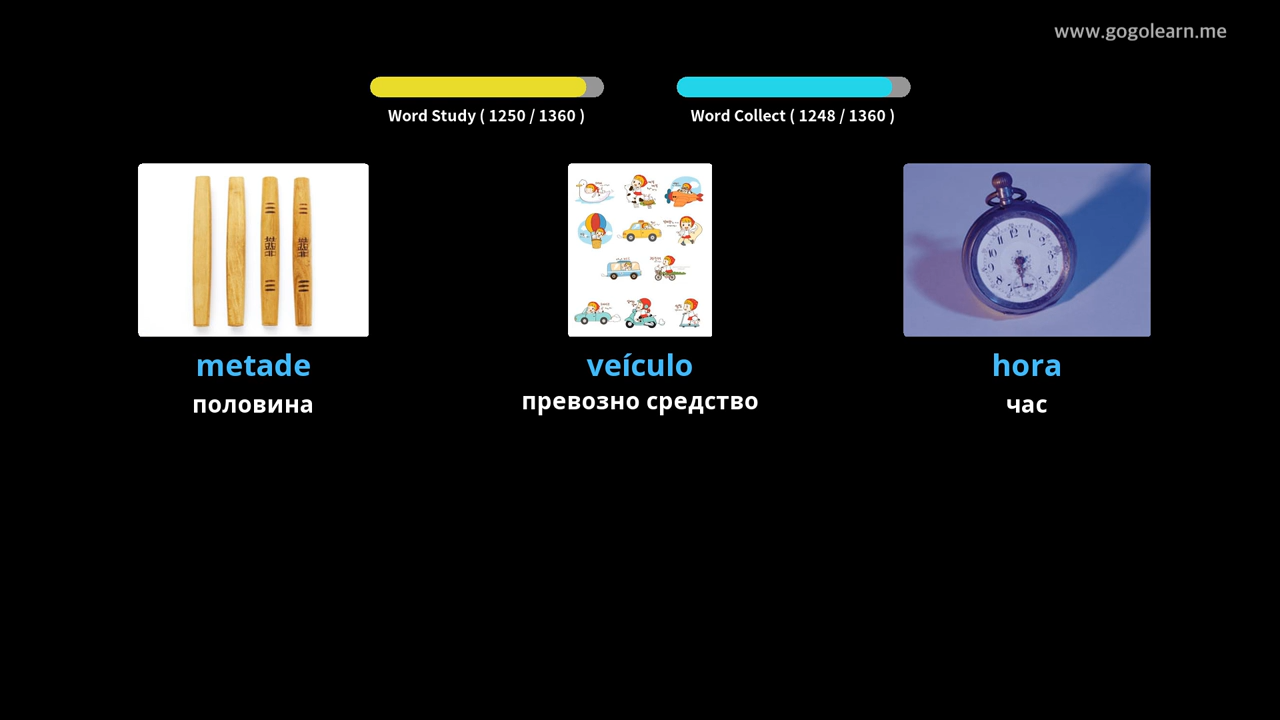 www.gogolearn.me
Word Study ( 1250 / 1360 )
Word Collect ( 1248 / 1360 )
metade
veículo
hora
половина
превозно средство
час